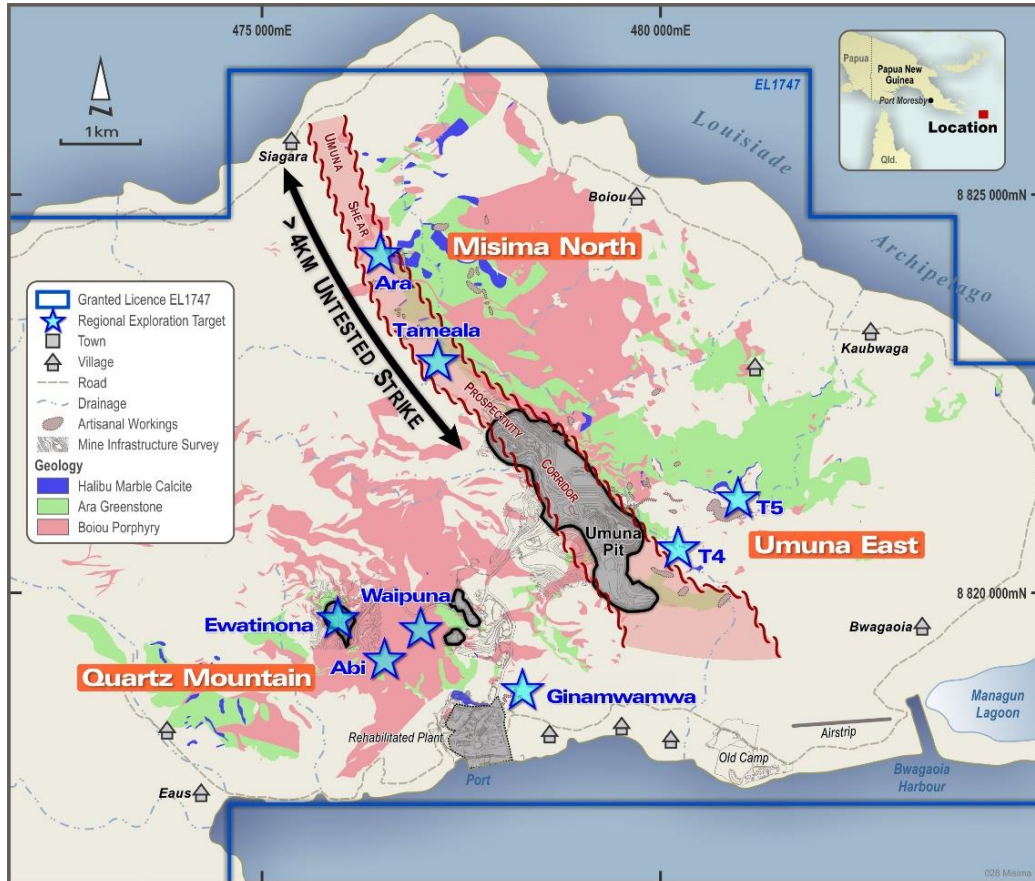 475 000mE
480 000mE
EL1747
Papua
Papua New
Guinea
Port Moresby
Location
Qld.
N
1km
Louisiade
Archipelago
8 825 000mN
Siagara
UMUNA
SHEAR
Boiou
Misima North
Ara
> 4KM UNTESTED STRIKE
Tameala
Kaubwaga
Granted Licence EL1747
Regional Exploration Target
Town
Village
Road
Drainage
Artisanal Workings
Mine Infrastructure Survey
Geology
Halibu Marble Calcite
Ara Greenstone
Boiou Porphyry
PROSPECTIVITY
CORRIDOR
Umuna
Pit
T5
T4
Umuna East
8 820 000mN
Waipuna
Ewatinona
Abi
Quartz Mountain
Bwagaoia
Ginamwamwa
Managun
Lagoon
Rehabilitated Plant
Port
Airstrip
Old Camp
Bwagaoia
Harbour
Eaus
028 Misima